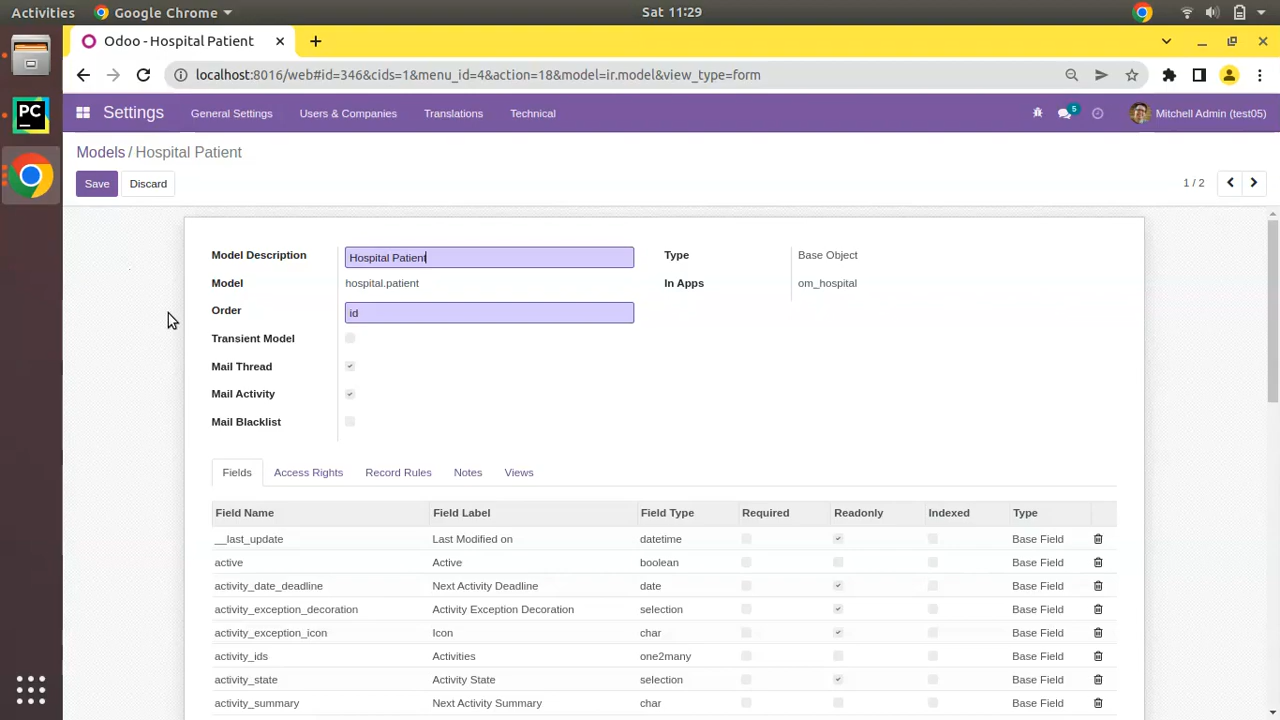 Activities Google Chrome Sat 11:29
Odoo - Hospital Patient
localhost:8016/web#id=346&cids=1&menu_id=4&action=18&model=ir.model&view_type=form
PC
Settings General Settings Users & Companies Translations Technical 5 Mitchell Admin (test05)
Models / Hospital Patient
Save Discard 1 / 2
Model Description Hospital Patient Type Base Object
Model hospital.patient In Apps om_hospital
Order id
Transient Model
Mail Thread
Mail Activity
Mail Blacklist
Fields Access Rights Record Rules Notes Views
Field Name Field Label Field Type Required Readonly Indexed Type
__last_update Last Modified on datetime Base Field
active Active boolean Base Field
activity_date_deadline Next Activity Deadline date Base Field
activity_exception_decoration Activity Exception Decoration selection Base Field
activity_exception_icon Icon char Base Field
activity_ids Activities one2many Base Field
activity_state Activity State selection Base Field
activity_summary Next Activity Summary char Base Field